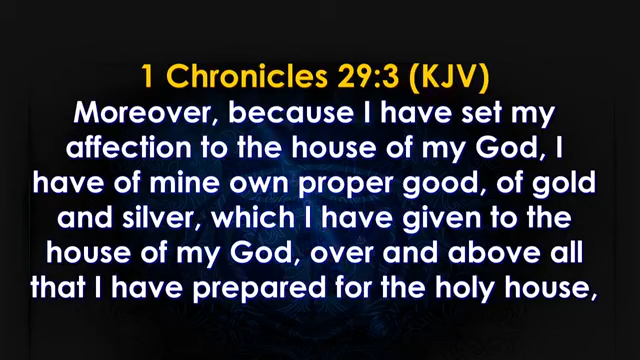 1 Chronicles 29:3 (KJV)
Moreover, because I have set my
affection to the house of my God, I
have of mine own proper good, of gold
and silver, which I have given to the
house of my God, over and above all
that I have prepared for the holy house,